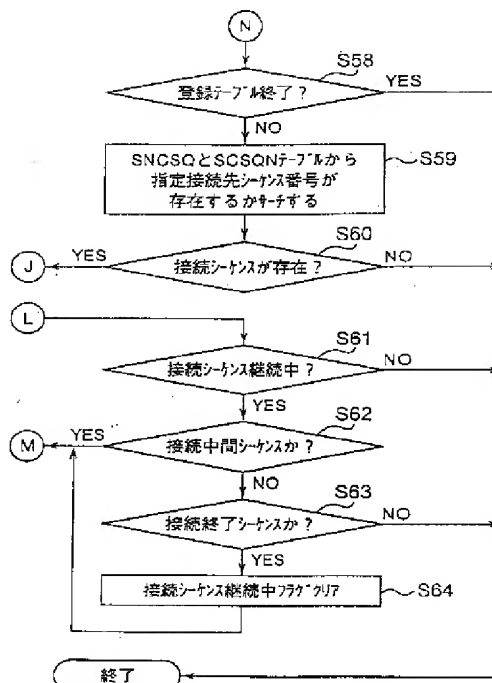 N
S58
登録テーブル終了？
YES
NO
S59
SNCSQとSCSQNテーブルから
指定接続先シーケンス番号が
存在するかサーチする
S60
J
YES
接続シーケンスが存在？
NO
L
S61
接続シーケンス継続中？
NO
YES
S62
M
YES
接続中間シーケンスか？
NO
S63
接続終了シーケンスか？
NO
YES
接続シーケンス継続中フラグクリア
S64
終了